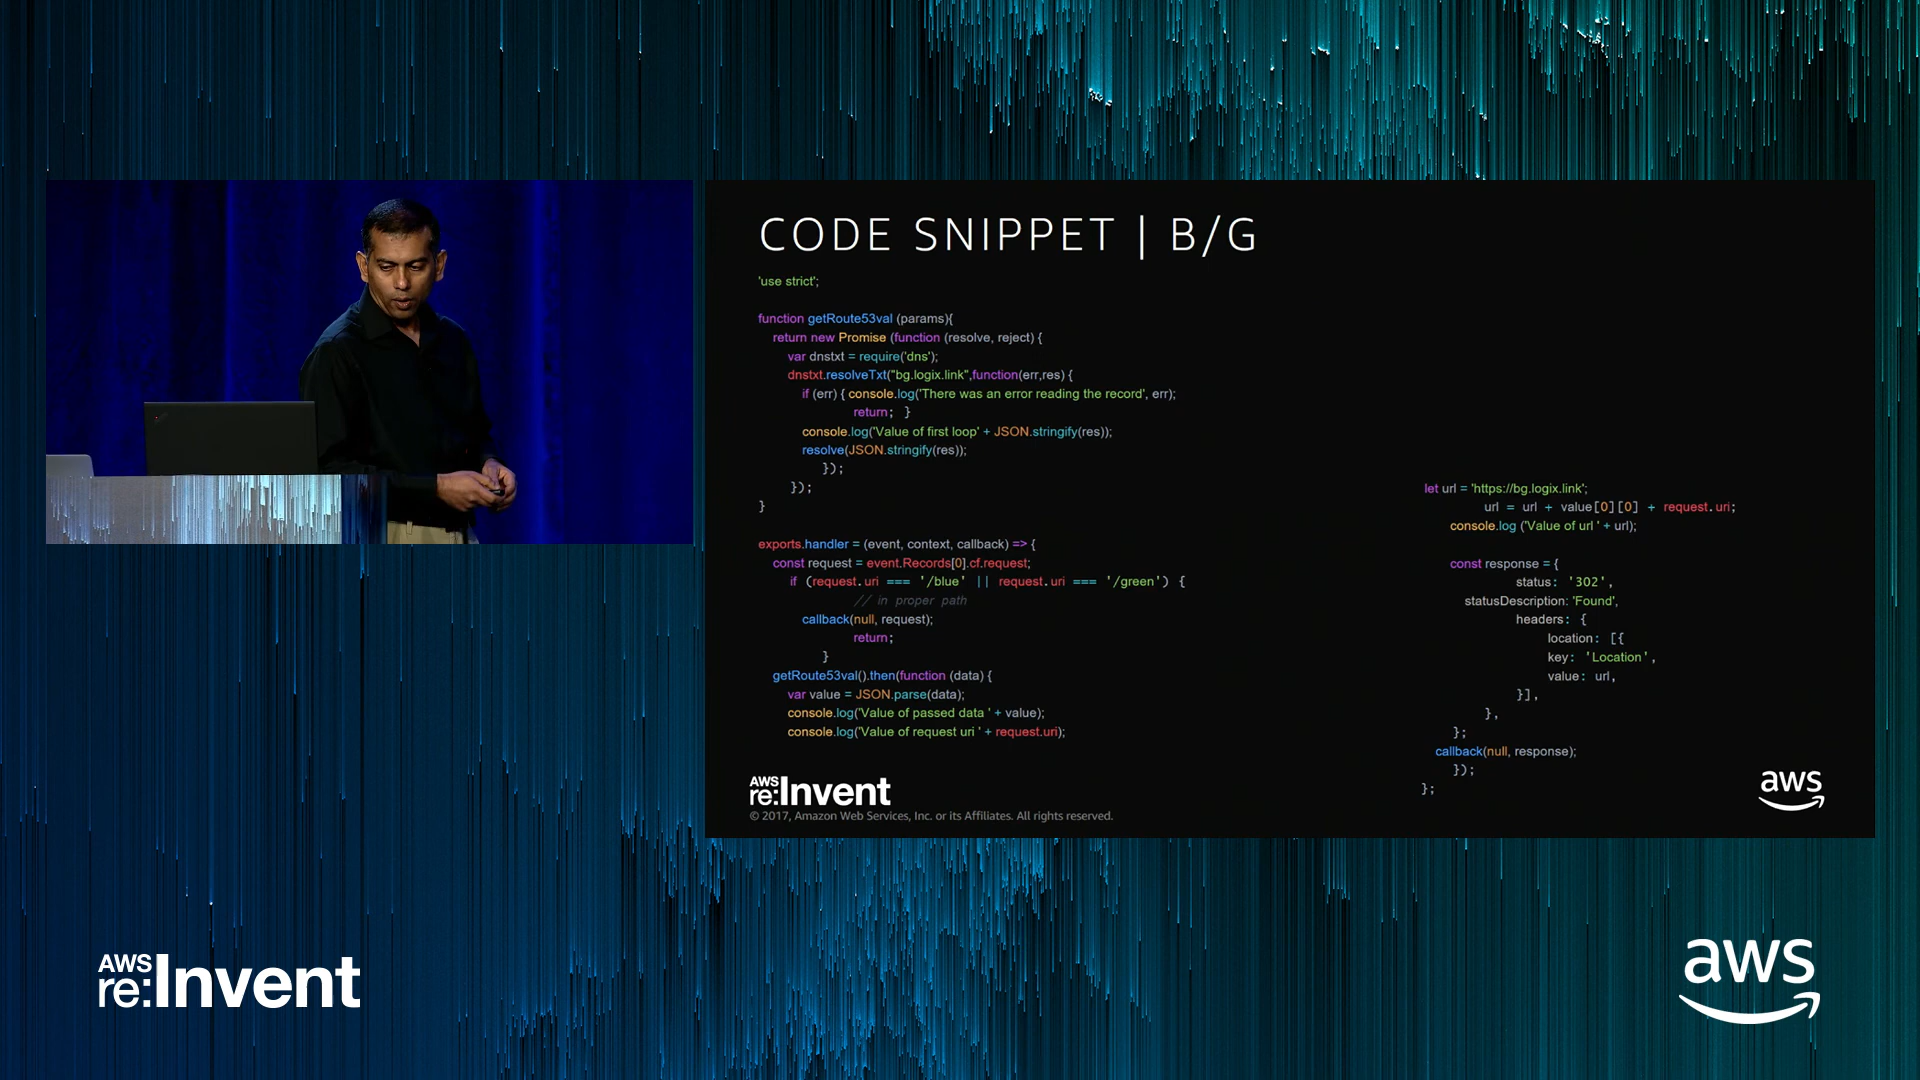 CODE SNIPPET | B/G
'use strict';
function getRoute53val (params){
return new Promise (function (resolve, reject) {
var dnstxt = require('dns');
dnstxt.resolveTxt("bg.logix.link",function(err,res) {
if (err) { console.log('There was an error reading the record', err);
return; }
console.log('Value of first loop' + JSON.stringify(res));
resolve(JSON.stringify(res));
});
});
}
exports.handler = (event, context, callback) => {
const request = event.Records[0].cf.request;
if (request.uri === '/blue' || request.uri === '/green') {
// in proper path
callback(null, request);
return;
}
getRoute53val().then(function (data) {
var value = JSON.parse(data);
console.log('Value of passed data ' + value);
console.log('Value of request uri ' + request.uri);
let url = 'https://bg.logix.link';
url = url + value[0][0] + request.uri;
console.log ('Value of url ' + url);
const response = {
status: '302',
statusDescription: 'Found',
headers: {
location: [{
key: 'Location',
value: url,
}],
},
};
callback(null, response);
});
};
AWS
re:Invent
© 2017, Amazon Web Services, Inc. or its Affiliates. All rights reserved.
aws
AWS
re:Invent
aws